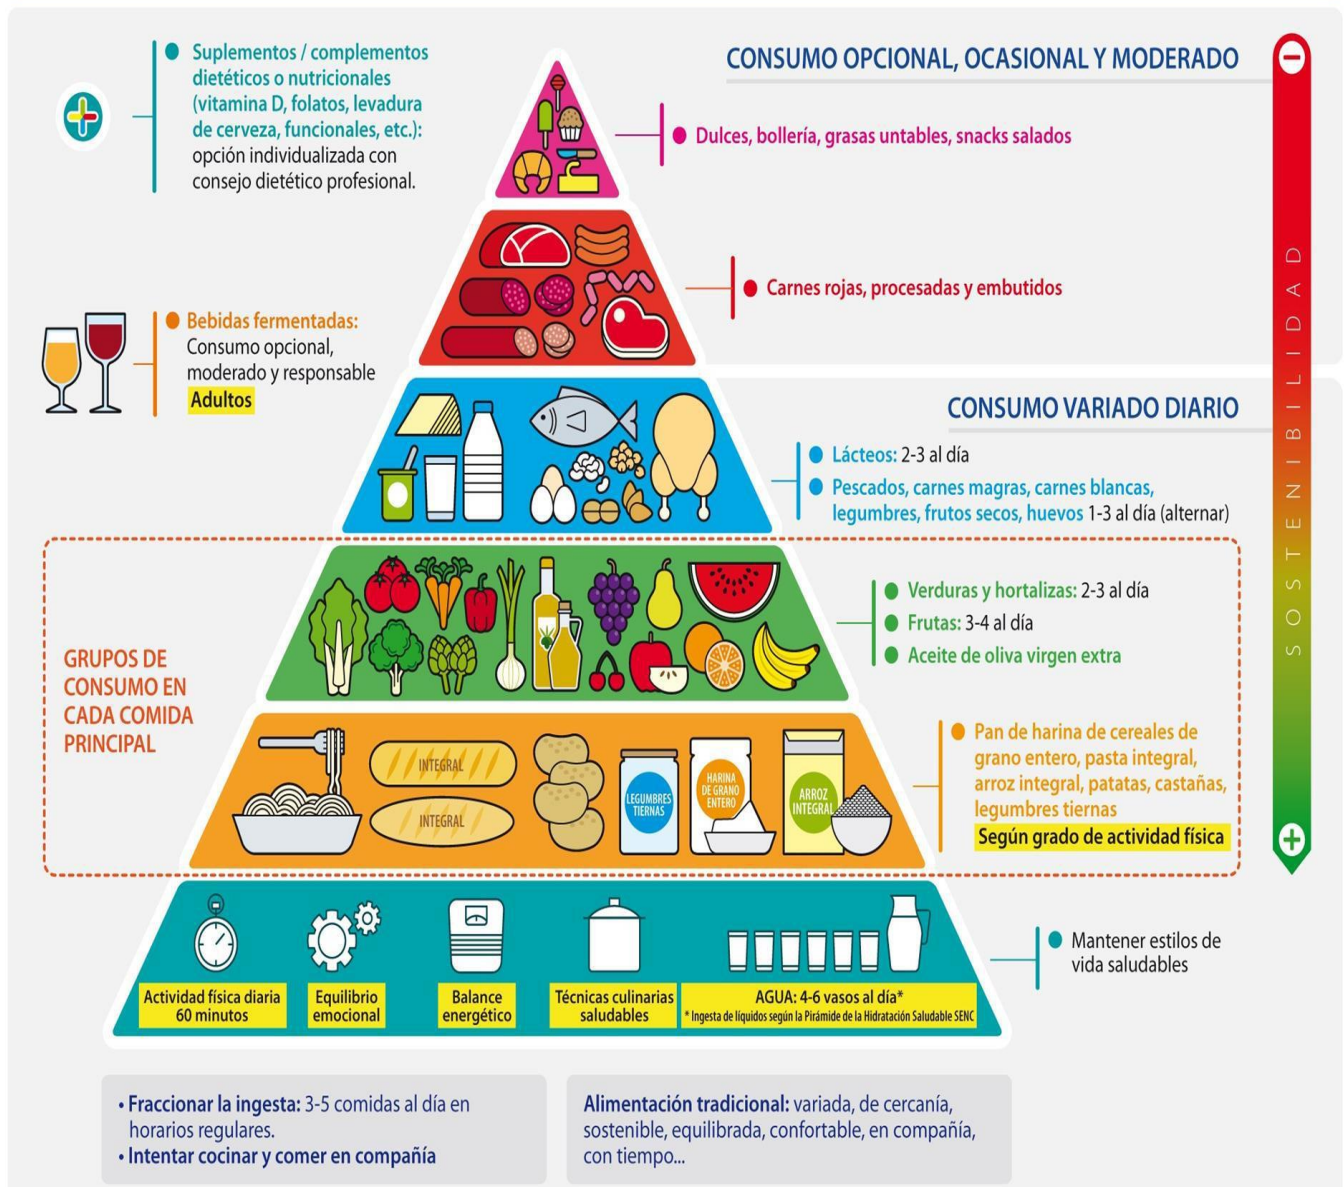 Suplementos / complementos
dietéticos o nutricionales
(vitamina D, folatos, levadura
de cerveza, funcionales, etc.):
opción individualizada con
consejo dietético profesional.
CONSUMO OPCIONAL, OCASIONAL Y MODERADO
Dulces, bollería, grasas untables, snacks salados
Carnes rojas, procesadas y embutidos
Bebidas fermentadas:
Consumo opcional,
moderado y responsable
Adultos
CONSUMO VARIADO DIARIO
Lácteos: 2-3 al día
Pescados, carnes magras, carnes blancas,
legumbres, frutos secos, huevos 1-3 al día (alternar)
SOSTENIBILIDAD
GRUPOS DE
CONSUMO EN
CADA COMIDA
PRINCIPAL
Verduras y hortalizas: 2-3 al día
Frutas: 3-4 al día
Aceite de oliva virgen extra
INTEGRAL
INTEGRAL
LEGUMBRES
TIERNAS
HARINA
DE GRANO
ENTERO
ARROZ
INTEGRAL
Pan de harina de cereales de
grano entero, pasta integral,
arroz integral, patatas, castañas,
legumbres tiernas
Según grado de actividad física
Actividad física diaria
60 minutos
Equilibrio
emocional
Balance
energético
Técnicas culinarias
saludables
AGUA: 4-6 vasos al día*
* Ingesta de líquidos según la Pirámide de la Hidratación Saludable SENC
Mantener estilos de
vida saludables
• Fraccionar la ingesta: 3-5 comidas al día en
horarios regulares.
• Intentar cocinar y comer en compañía
Alimentación tradicional: variada, de cercanía,
sostenible, equilibrada, confortable, en compañía,
con tiempo...